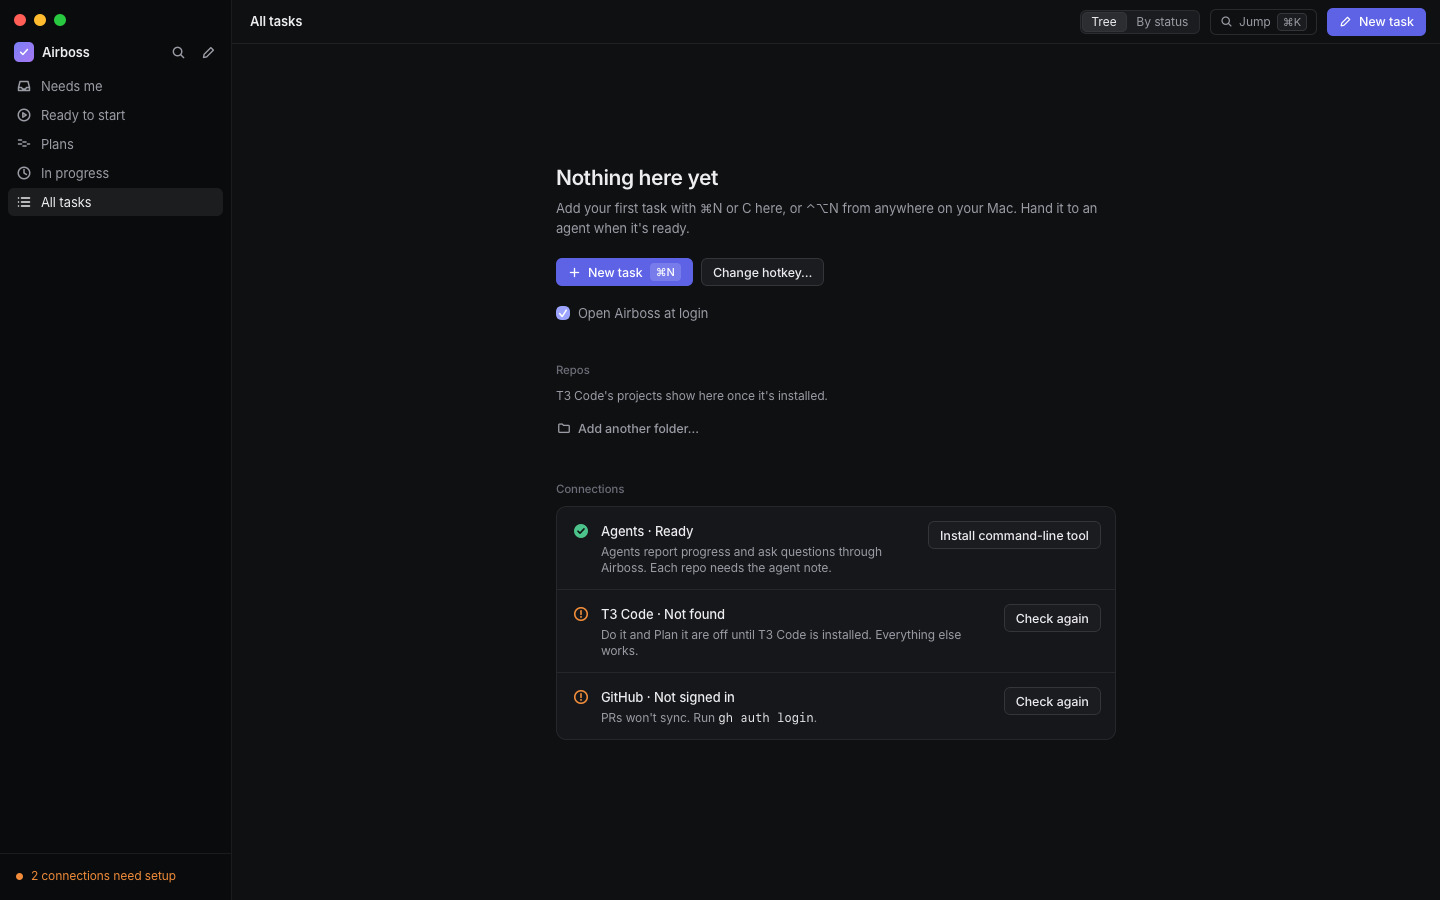 All tasks
Tree
By status
Jump
⌘K
New task
Airboss
Needs me
Ready to start
Plans
In progress
All tasks
Nothing here yet
Add your first task with ⌘N or C here, or ⌃⌥N from anywhere on your Mac. Hand it to an
agent when it's ready.
New task ⌘N
Change hotkey...
Open Airboss at login
Repos
T3 Code's projects show here once it's installed.
Add another folder...
Connections
Agents · Ready
Agents report progress and ask questions through
Airboss. Each repo needs the agent note.
Install command-line tool
T3 Code · Not found
Do it and Plan it are off until T3 Code is installed. Everything else
works.
Check again
GitHub · Not signed in
PRs won't sync. Run gh auth login.
Check again
2 connections need setup